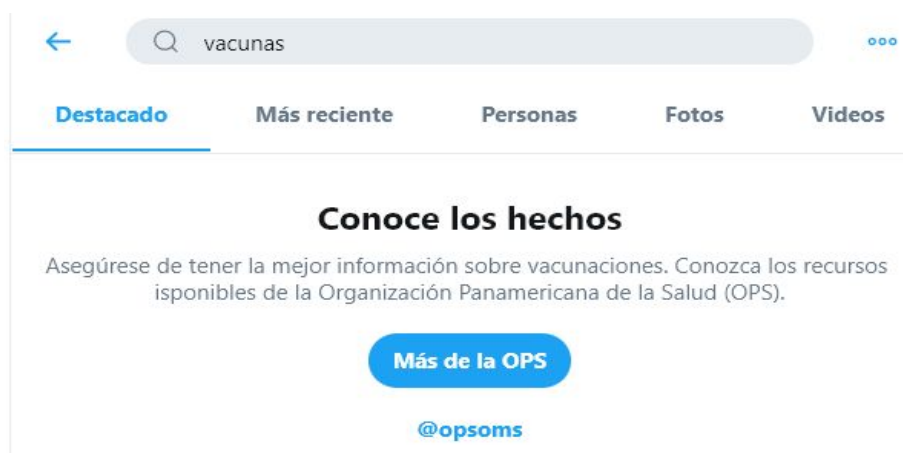 vacunas
Destacado Más reciente Personas Fotos Videos
Conoce los hechos
Asegúrese de tener la mejor información sobre vacunaciones. Conozca los recursos
isponibles de la Organización Panamericana de la Salud (OPS).
Más de la OPS
@opsoms